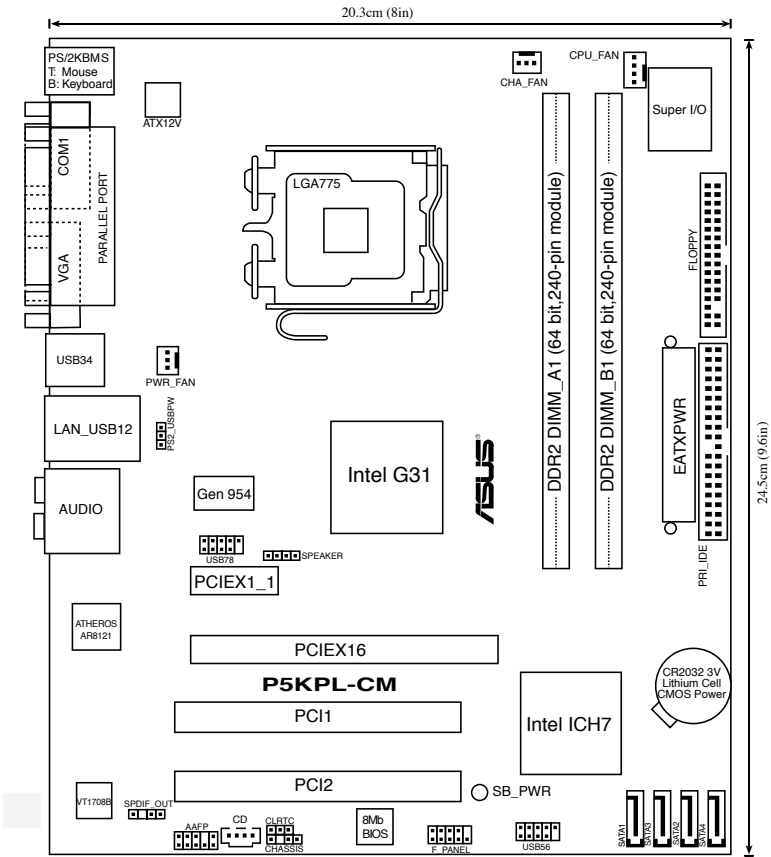 20.3cm (8in)
PS/2KBMS
T: Mouse
B: Keyboard
ATX12V
CHA_FAN
CPU_FAN
Super I/O
COM1
PARALLEL PORT
VGA
LGA775
DDR2 DIMM_A1 (64 bit,240-pin module)
DDR2 DIMM_B1 (64 bit,240-pin module)
FLOPPY
USB34
PWR_FAN
EATXPWR
24.5cm (9.6in)
LAN_USB12
PS2_USBPW
Intel G31
ASUS
®
AUDIO
Gen 954
USB78
SPEAKER
PRI_IDE
PCIEX1_1
ATHEROS
AR8121
PCIEX16
P5KPL-CM
CR2032 3V
Lithium Cell
CMOS Power
PCI1
Intel ICH7
PCI2
SB_PWR
VT1708B
SPDIF_OUT
AAFP
CD
CLRTC
CHASSIS
8Mb
BIOS
F_PANEL
USB56
SATA1
SATA3
SATA2
SATA4